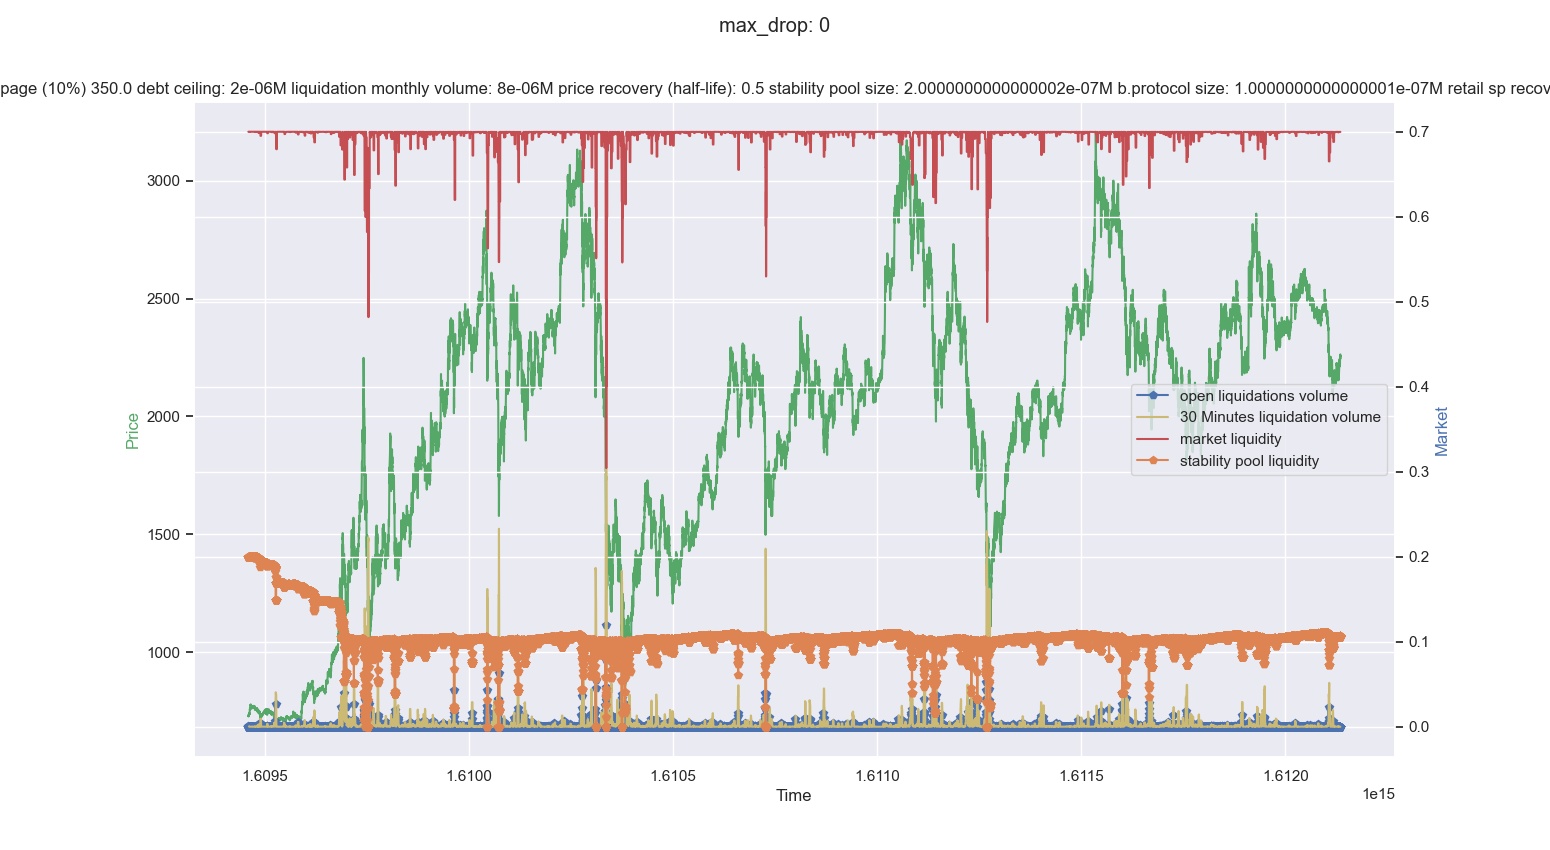 max_drop: 0
page (10%) 350.0 debt ceiling: 2e-06M liquidation monthly volume: 8e-06M price recovery (half-life): 0.5 stability pool size: 2.0000000000000002e-07M b.protocol size: 1.0000000000000001e-07M retail sp recov
3000
2500
2000
1500
1000
Price
0.7
0.6
0.5
0.4
0.3
0.2
0.1
0.0
Market
open liquidations volume
30 Minutes liquidation volume
market liquidity
stability pool liquidity
1.6095
1.6100
1.6105
1.6110
1.6115
1.6120
Time
1e15